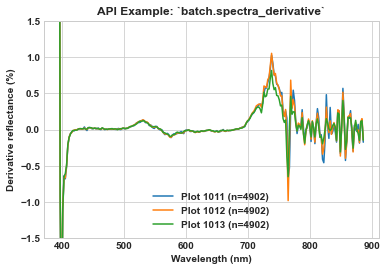 API Example: `batch.spectra_derivative`
Derivative reflectance (%)
1.5
1.0
0.5
0.0
−0.5
−1.0
−1.5
Plot 1011 (n=4902)
Plot 1012 (n=4902)
Plot 1013 (n=4902)
400 500 600 700 800 900
Wavelength (nm)